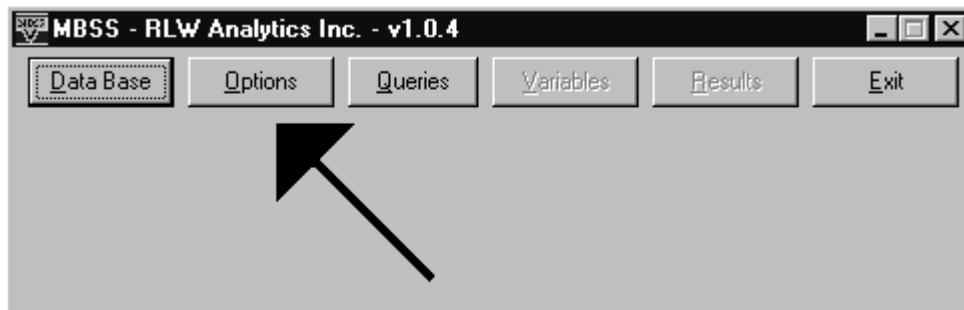 MBSS - RLW Analytics Inc. - v1.0.4
Data Base Options Queries Variables Results Exit